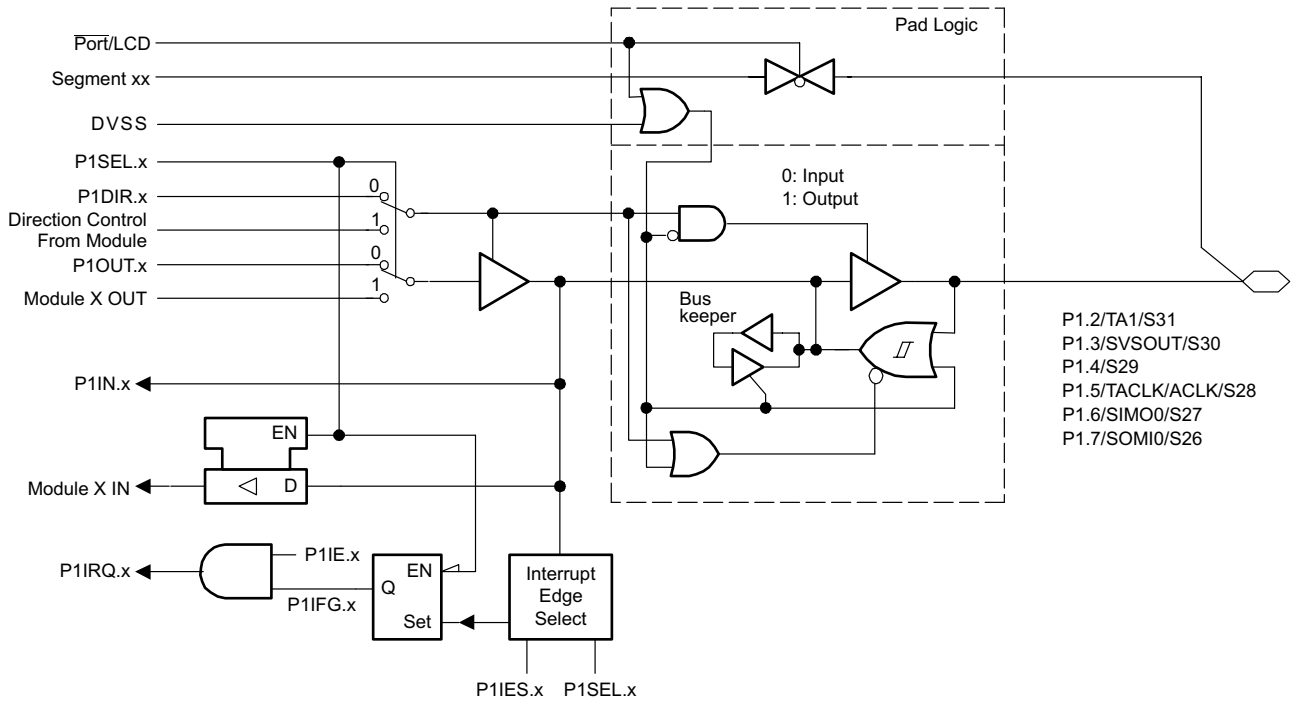 Pad Logic
Port/LCD
Segment xx
DVSS
P1SEL.x
0
P1DIR.x
Direction Control
From Module
1
0
P1OUT.x
1
Module X OUT
0: Input
1: Output
Bus
keeper
P1.2/TA1/S31
P1.3/SVSOUT/S30
P1.4/S29
P1.5/TACLK/ACLK/S28
P1.6/SIMO0/S27
P1.7/SOMI0/S26
P1IN.x
EN
D
Module X IN
P1IE.x
P1IRQ.x
P1IFG.x
EN
Q
Set
Interrupt
Edge
Select
P1IES.x
P1SEL.x